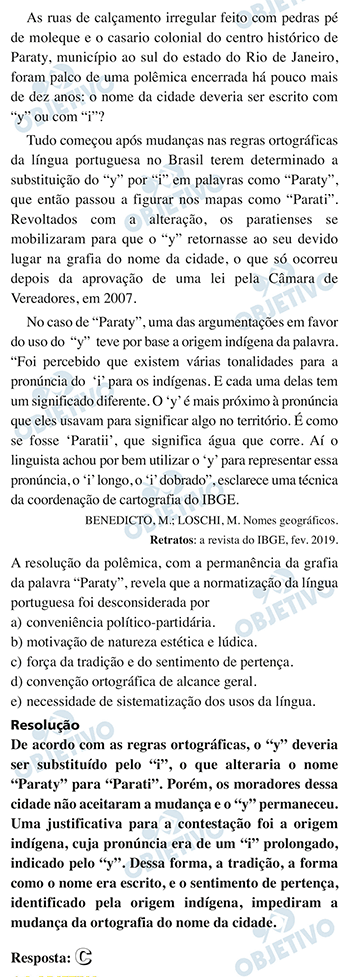 As ruas de calçamento irregular feito com pedras pé
de moleque e o casario colonial do centro histórico de
Paraty, município ao sul do estado do Rio de Janeiro,
foram palco de uma polêmica encerrada há pouco mais
de dez anos: o nome da cidade deveria ser escrito com
“y” ou com “i”?
Tudo começou após mudanças nas regras ortográficas
da língua portuguesa no Brasil terem determinado a
substituição do “y” por “i” em palavras como “Paraty”,
que então passou a figurar nos mapas como “Parati”.
Revoltados com a alteração, os paratienses se
mobilizaram para que o “y” retornasse ao seu devido
lugar na grafia do nome da cidade, o que só ocorreu
depois da aprovação de uma lei pela Câmara de
Vereadores, em 2007.
No caso de “Paraty”, uma das argumentações em favor
do uso do “y” teve por base a origem indígena da palavra.
“Foi percebido que existem várias tonalidades para a
pronúncia do ‘i’ para os indígenas. E cada uma delas tem
um significado diferente. O ‘y’ é mais próximo à pronúncia
que eles usavam para significar algo no território. É como
se fosse ‘Paratii’, que significa água que corre. Aí o
linguista achou por bem utilizar o ‘y’ para representar essa
pronúncia, o ‘i’ longo, o ‘i’ dobrado”, esclarece uma técnica
da coordenação de cartografia do IBGE.
BENEDICTO, M.; LOSCHI, M. Nomes geográficos.
Retratos: a revista do IBGE, fev. 2019.
A resolução da polêmica, com a permanência da grafia
da palavra “Paraty”, revela que a normatização da língua
portuguesa foi desconsiderada por
a) conveniência político-partidária.
b) motivação de natureza estética e lúdica.
c) força da tradição e do sentimento de pertença.
d) convenção ortográfica de alcance geral.
e) necessidade de sistematização dos usos da língua.
Resolução
De acordo com as regras ortográficas, o “y” deveria
ser substituído pelo “i”, o que alteraria o nome
“Paraty” para “Parati”. Porém, os moradores dessa
cidade não aceitaram a mudança e o “y” permaneceu.
Uma justificativa para a contestação foi a origem
indígena, cuja pronúncia era de um “i” prolongado,
indicado pelo “y”. Dessa forma, a tradição, a forma
como o nome era escrito, e o sentimento de pertença,
identificado pela origem indígena, impediram a
mudança da ortografia do nome da cidade.
Resposta: C
OBJETIVO
OBJETIVO
OBJETIVO
OBJETIVO
OBJETIVO
OBJETIVO
OBJETIVO
OBJETIVO
OBJETIVO
OBJETIVO